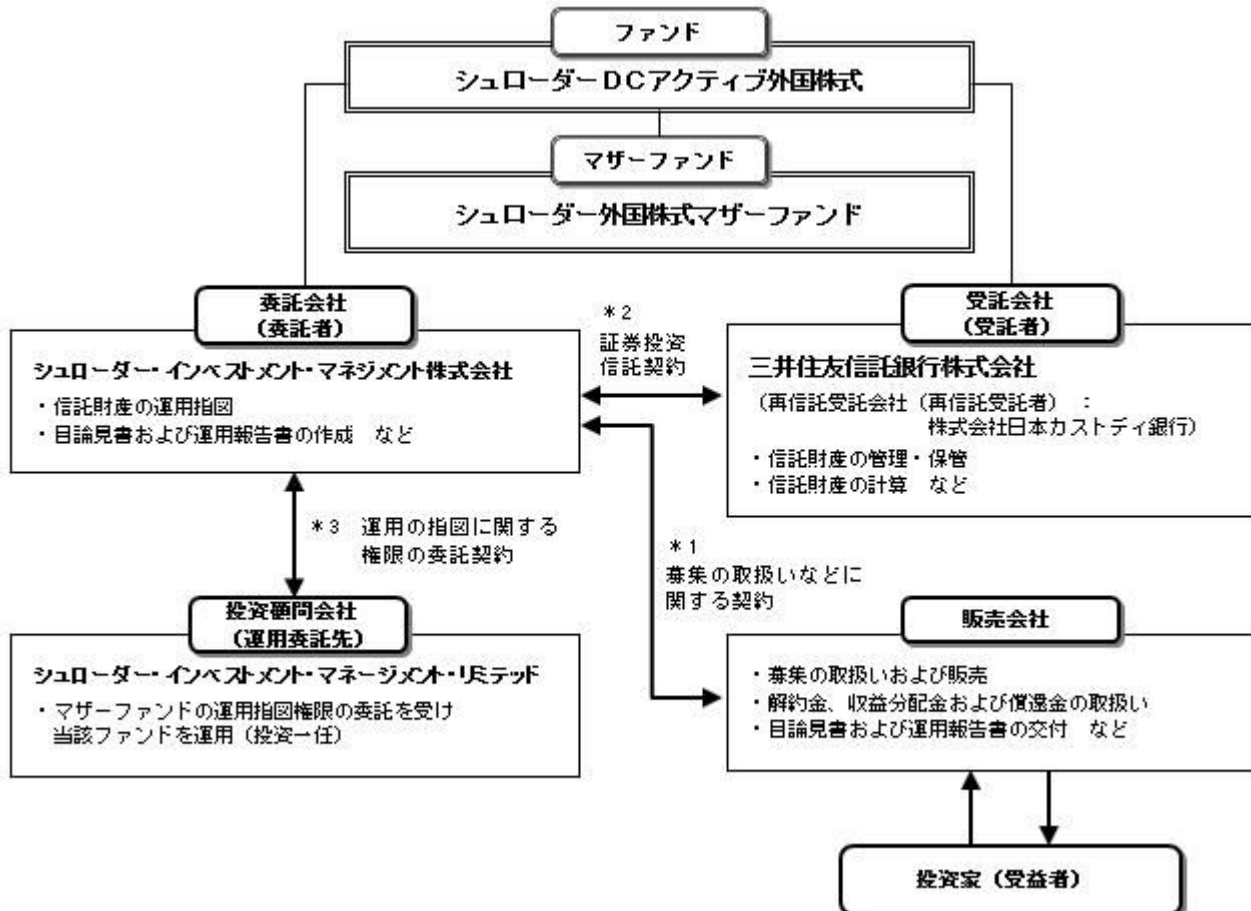 ファンド
シュローダーDCアクティブ外国株式
マザーファンド
シュローダー外国株式マザーファンド
委託会社
(委託者)
シュローダー・インベストメント・マネジメント株式会社
・信託財産の運用指図
・目論見書および運用報告書の作成 など
*2
証券投資
信託契約
受託会社
(受託者)
三井住友信託銀行株式会社
(再信託受託会社(再信託受託者) :
株式会社日本カストディ銀行)
・信託財産の管理・保管
・信託財産の計算 など
*3 運用の指図に関する
権限の委託契約
*1
募集の取扱いなどに
関する契約
投資顧問会社
(運用委託先)
シュローダー・インベストメント・マネージメント・リミテッド
・マザーファンドの運用指図権限の委託を受け
当該ファンドを運用(投資一任)
販売会社
・募集の取扱いおよび販売
・解約金、収益分配金および償還金の取扱い
・目論見書および運用報告書の交付 など
投資家(受益者)